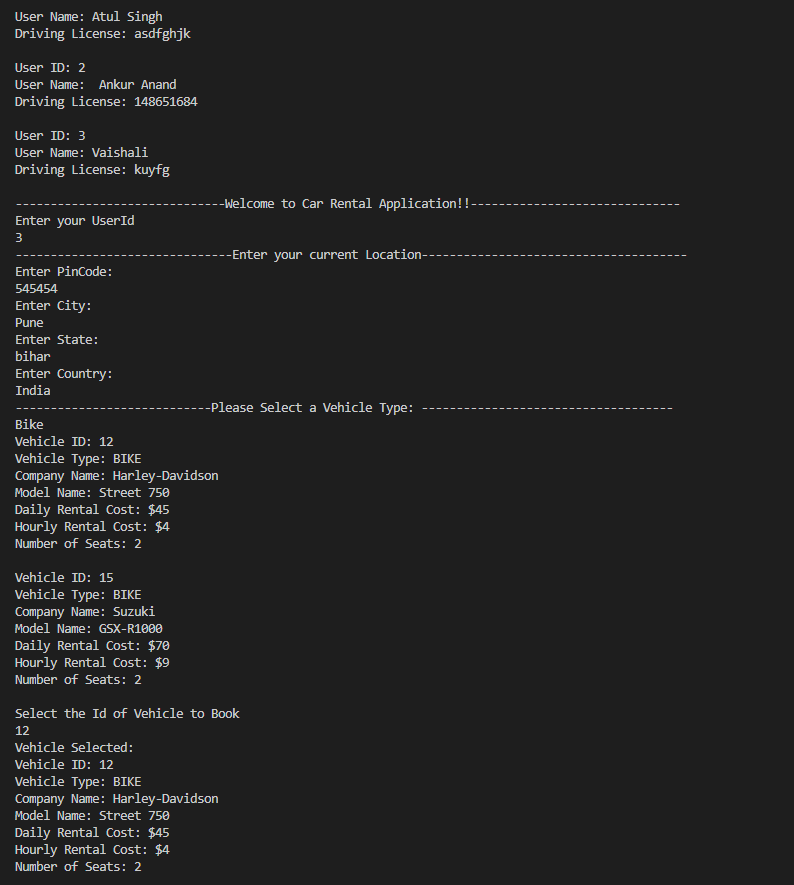 User Name: Atul Singh
Driving License: asdfghjk

User ID: 2
User Name:  Ankur Anand
Driving License: 148651684

User ID: 3
User Name: Vaishali
Driving License: kuyfg

------------------------------Welcome to Car Rental Application!!------------------------------
Enter your UserId
3
-------------------------------Enter your current Location--------------------------------------
Enter PinCode:
545454
Enter City:
Pune
Enter State:
bihar
Enter Country:
India
----------------------------Please Select a Vehicle Type: ------------------------------------
Bike
Vehicle ID: 12
Vehicle Type: BIKE
Company Name: Harley-Davidson
Model Name: Street 750
Daily Rental Cost: $45
Hourly Rental Cost: $4
Number of Seats: 2

Vehicle ID: 15
Vehicle Type: BIKE
Company Name: Suzuki
Model Name: GSX-R1000
Daily Rental Cost: $70
Hourly Rental Cost: $9
Number of Seats: 2

Select the Id of Vehicle to Book
12
Vehicle Selected:
Vehicle ID: 12
Vehicle Type: BIKE
Company Name: Harley-Davidson
Model Name: Street 750
Daily Rental Cost: $45
Hourly Rental Cost: $4
Number of Seats: 2